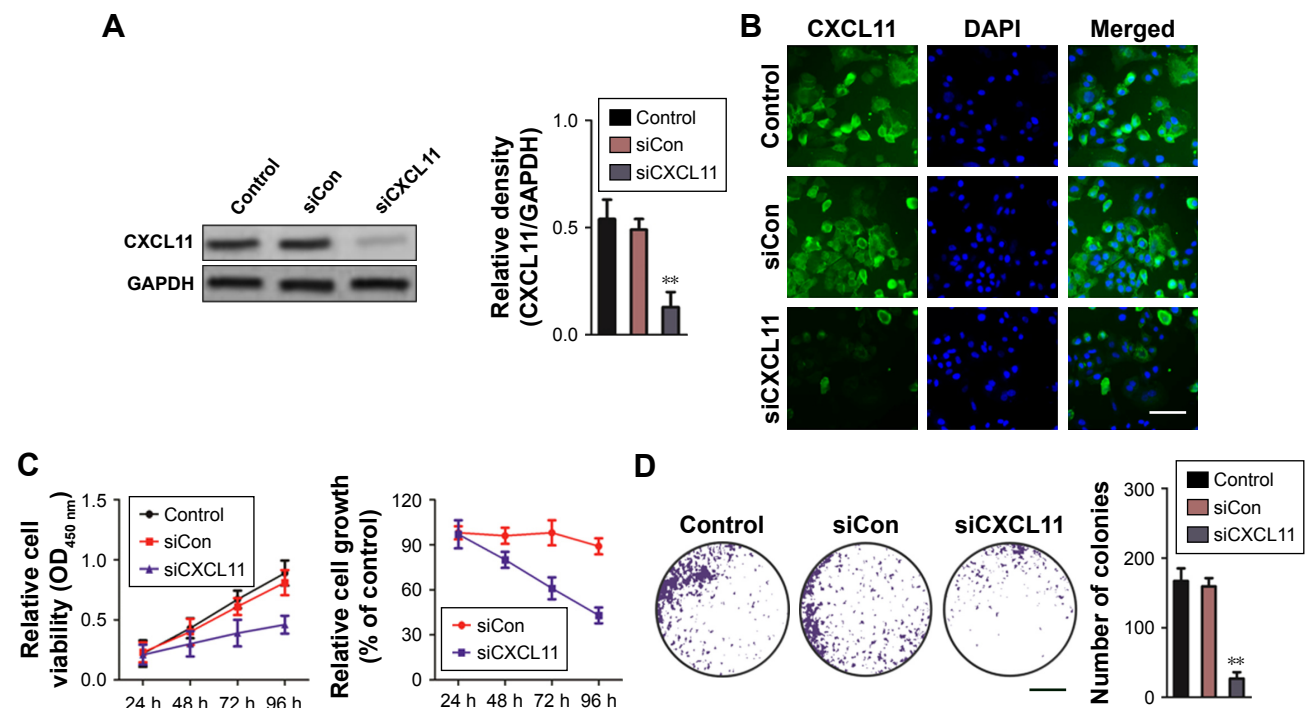 A
Control
siCon
siCXCL11
CXCL11
GAPDH
Relative density
(CXCL11/GAPDH)
1.0
0.5
0.0
Control
siCon
siCXCL11
**
B
CXCL11 DAPI Merged
Control
siCon
siCXCL11
C
Relative cell
viability (OD450 nm)
1.5
1.0
0.5
0.0
Control
siCon
siCXCL11
24 h 48 h 72 h 96 h
Relative cell growth
(% of control)
120
90
60
30
0
siCon
siCXCL11
24 h 48 h 72 h 96 h
D
Control siCon siCXCL11
Number of colonies
300
200
100
0
Control
siCon
siCXCL11
**